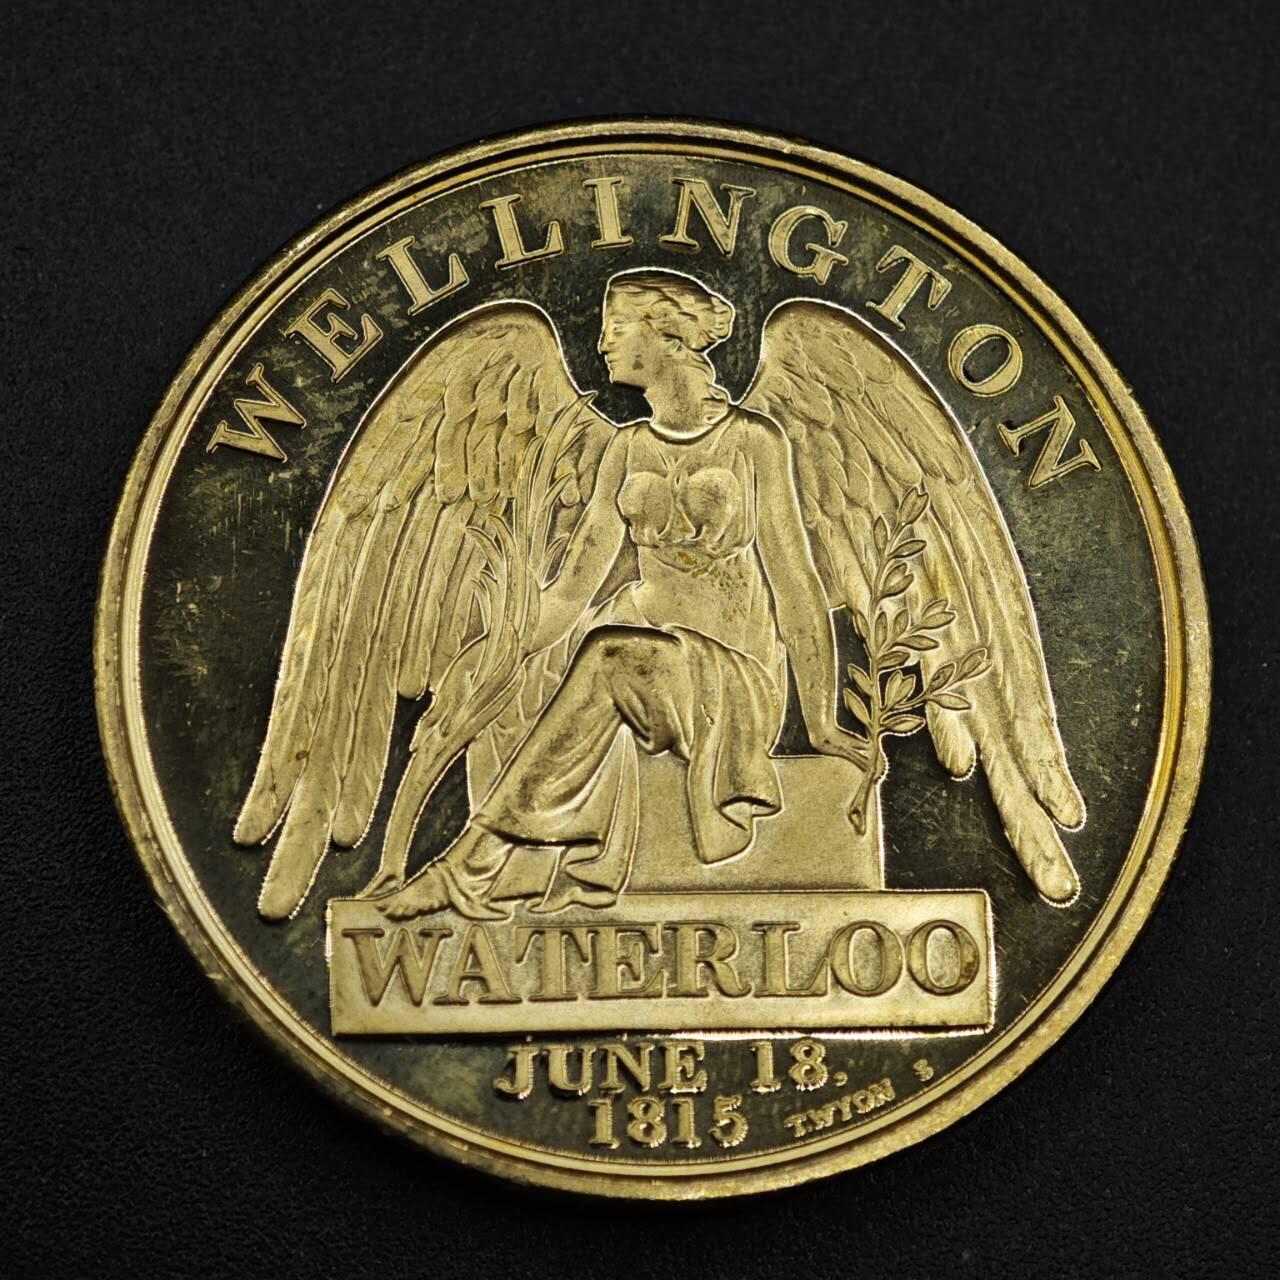 WELLINGTON
WATERLOO
JUNE 18,
1815
T.WYON S